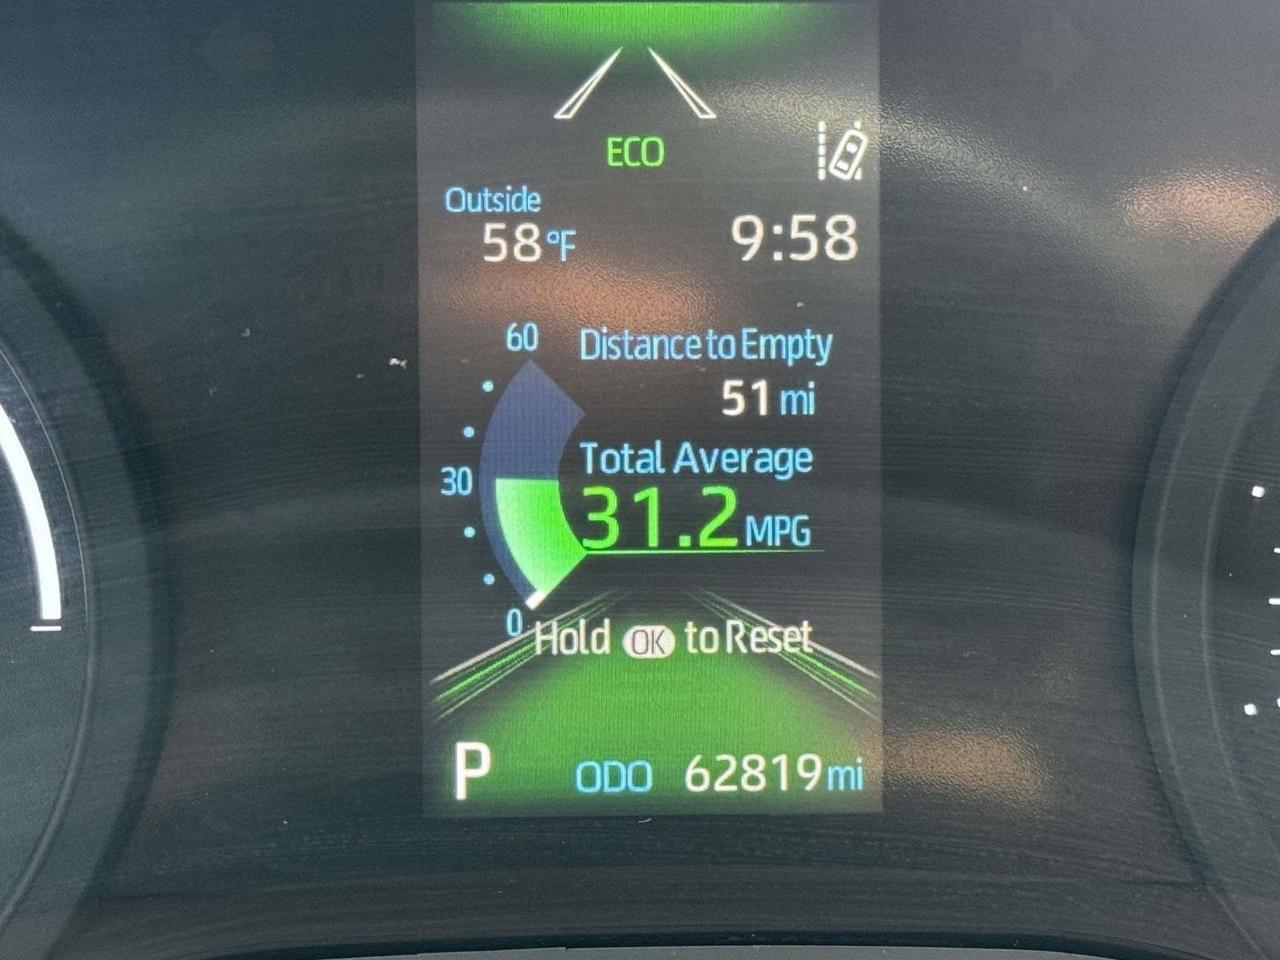 ECO
Outside
58°F
9:58
60
Distance to Empty
51 mi
Total Average
30
31.2 MPG
0
Hold OK to Reset
P ODO 62819 mi